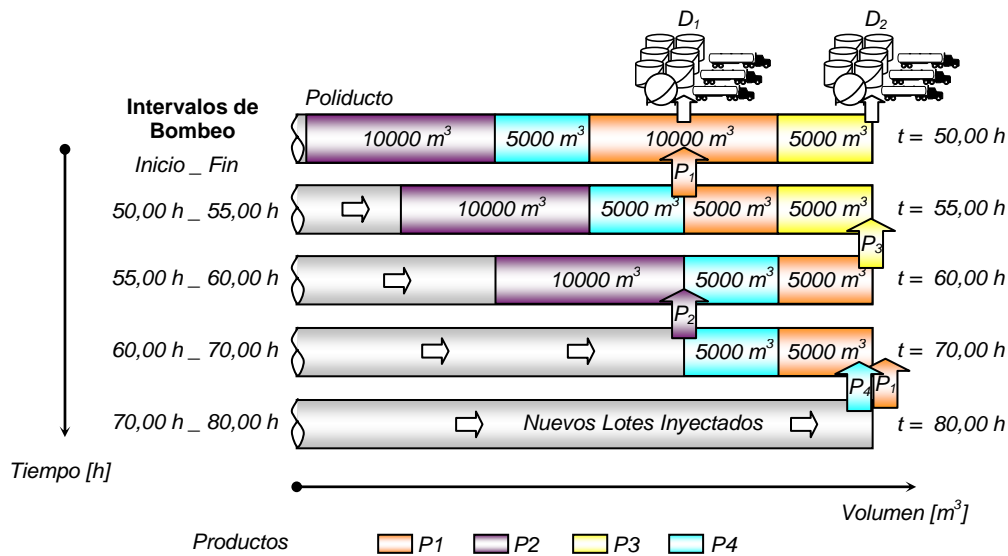 D₁ D₂
Intervalos de Bombeo
Poliducto
Inicio _ Fin
10000 m³ 5000 m³ 10000 m³ 5000 m³ t = 50,00 h
P₁
50,00 h _ 55,00 h 10000 m³ 5000 m³ 5000 m³ 5000 m³ t = 55,00 h
P₃
55,00 h _ 60,00 h 10000 m³ 5000 m³ 5000 m³ t = 60,00 h
P₂
60,00 h _ 70,00 h 5000 m³ 5000 m³ t = 70,00 h
P₄ P₁
70,00 h _ 80,00 h Nuevos Lotes Inyectados t = 80,00 h
Tiempo [h]
Volumen [m³]
Productos P1 P2 P3 P4